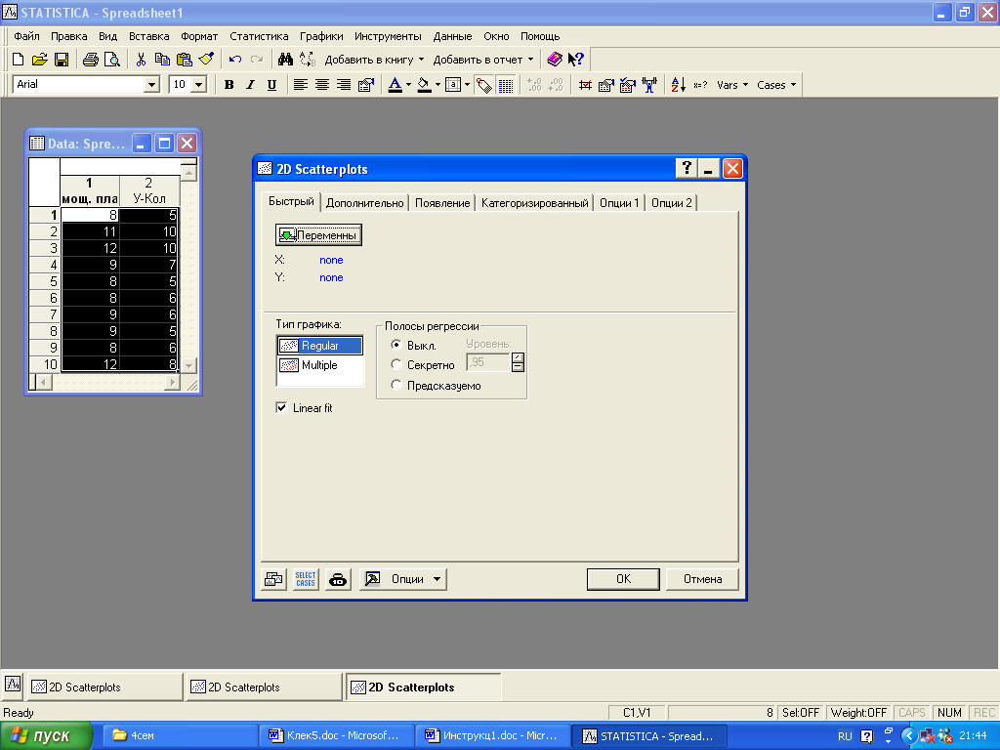 STATISTICA - Spreadsheet1
Файл Правка Вид Вставка Формат Статистика Графики Инструменты Данные Окно Помощь
Добавить в книгу Добавить в отчет
Arial 10 B I U Vars Cases
Data: Spre...
1 2
мощ. пла У-Кол
1 8 5
2 11 10
3 12 10
4 9 7
5 8 5
6 8 6
7 9 6
8 9 5
9 8 6
10 12 8
2D Scatterplots
Быстрый Дополнительно Появление Категоризированный Опции 1 Опции 2
Переменны
X: none
Y: none
Тип графика:
Regular
Multiple
Linear fit
Полосы регрессии
Выкл. Уровень:
Секретно .95
Предсказуемо
SELECT CASES Опции OK Отмена
2D Scatterplots 2D Scatterplots 2D Scatterplots
Ready C1,V1 8 Sel:OFF Weight:OFF CAPS NUM REC
пуск 4сем Клек5.doc - Microsof... Инструкц1.doc - Micr... STATISTICA - Spread... RU 21:44